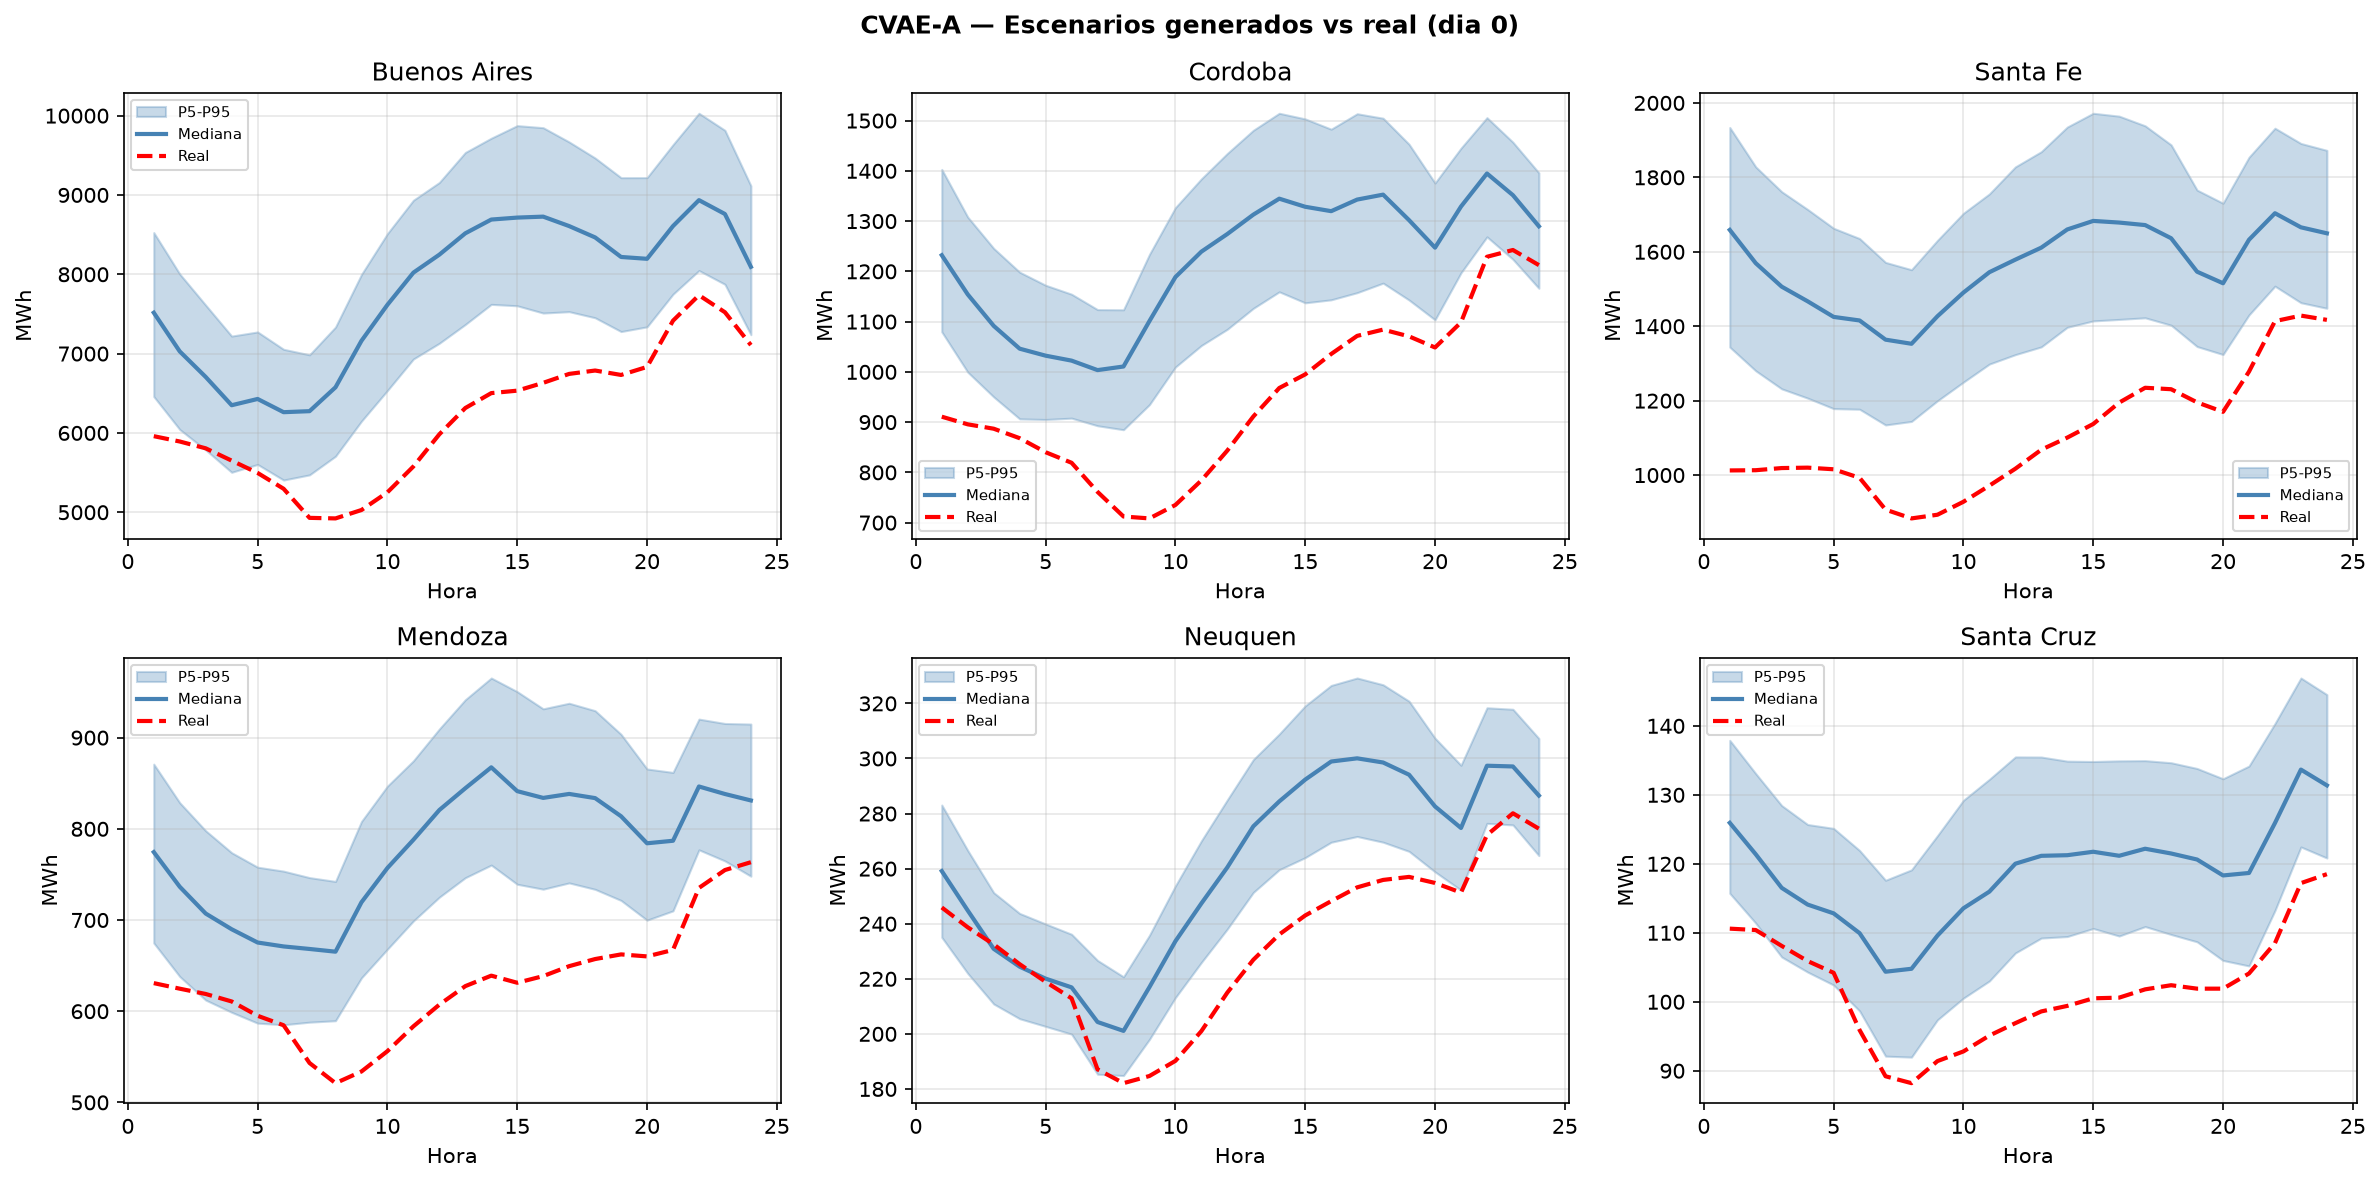 CVAE-A — Escenarios generados vs real (dia 0)
Buenos Aires
10000
9000
8000
7000
6000
5000
MWh
P5-P95
Mediana
Real
0 5 10 15 20 25
Hora
Cordoba
1500
1400
1300
1200
1100
1000
900
800
700
MWh
P5-P95
Mediana
Real
0 5 10 15 20 25
Hora
Santa Fe
2000
1800
1600
1400
1200
1000
MWh
P5-P95
Mediana
Real
0 5 10 15 20 25
Hora
Mendoza
900
800
700
600
500
MWh
P5-P95
Mediana
Real
0 5 10 15 20 25
Hora
Neuquen
320
300
280
260
240
220
200
180
MWh
P5-P95
Mediana
Real
0 5 10 15 20 25
Hora
Santa Cruz
140
130
120
110
100
90
MWh
P5-P95
Mediana
Real
0 5 10 15 20 25
Hora